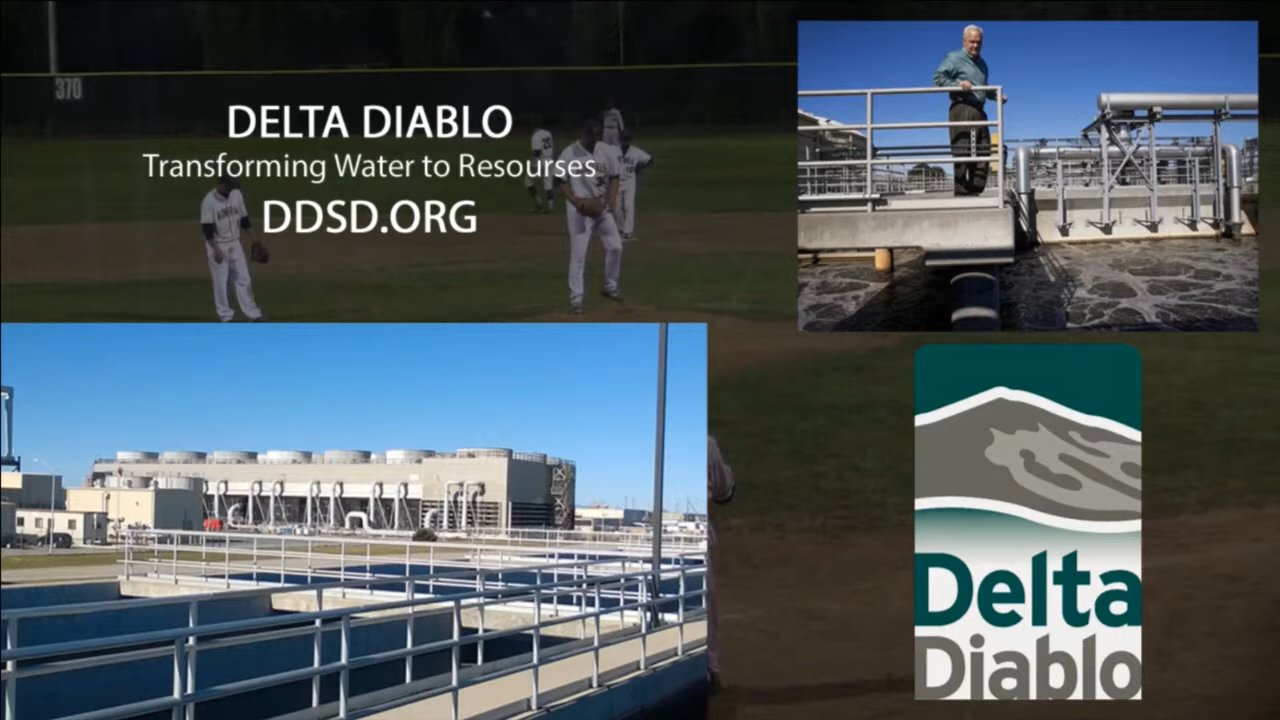 370
DELTA DIABLO
Transforming Water to Resourses
DDSD.ORG
Delta
Diablo